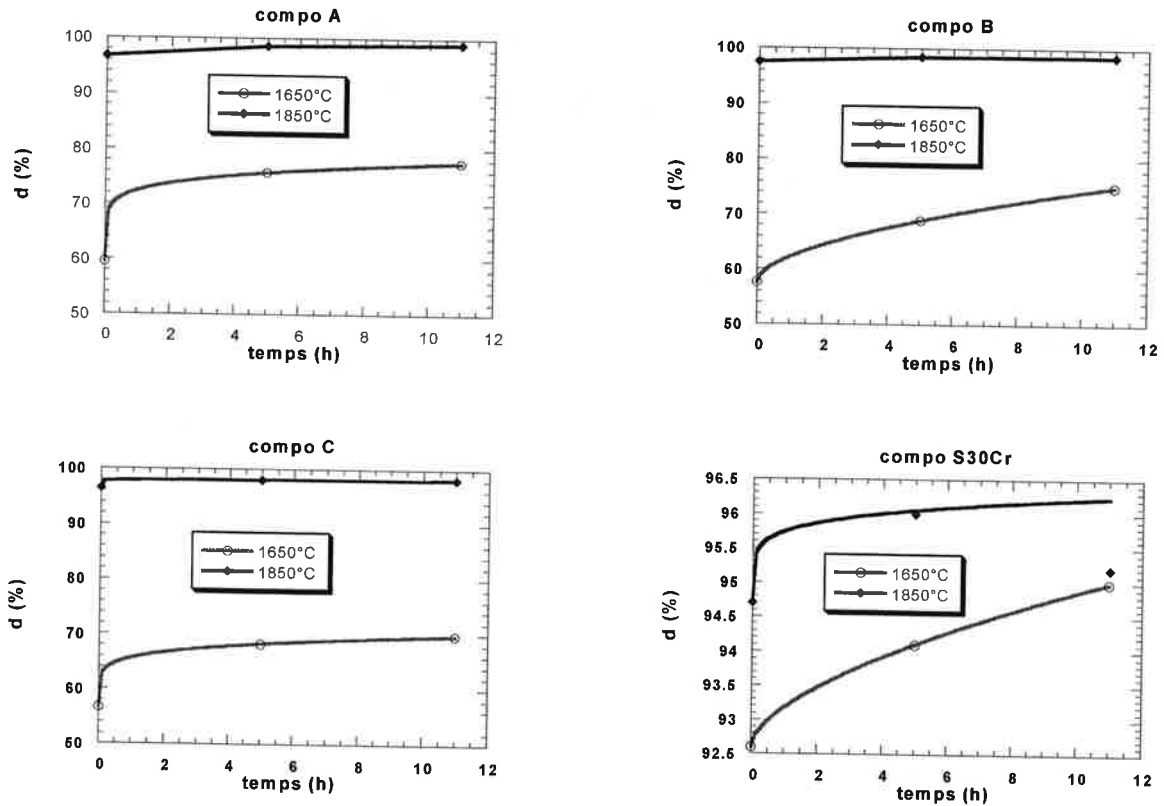 compo A
100
90
80
70
60
50
d (%)
1650°C
1850°C
0 2 4 6 8 10 12
temps (h)
compo B
100
90
80
70
60
50
d (%)
1650°C
1850°C
0 2 4 6 8 10 12
temps (h)
compo C
100
90
80
70
60
50
d (%)
1650°C
1850°C
0 2 4 6 8 10 12
temps (h)
compo S30Cr
96.5
96
95.5
95
94.5
94
93.5
93
92.5
d (%)
1650°C
1850°C
0 2 4 6 8 10 12
temps (h)